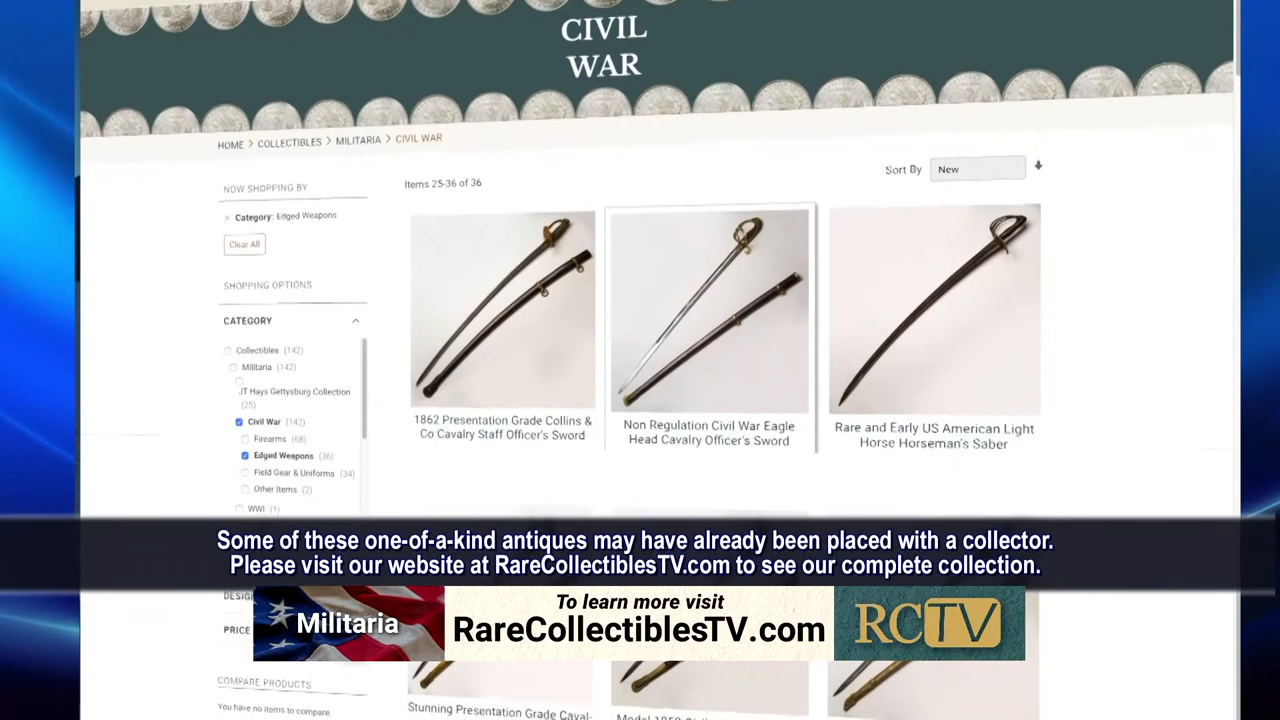 CIVIL
WAR
HOME > COLLECTIBLES > MILITARIA > CIVIL WAR
NOW SHOPPING BY
× Category: Edged Weapons
Clear All
SHOPPING OPTIONS
CATEGORY
Collectibles (142)
Militaria (142)
JT Hays Gettysburg Collection
(25)
Civil War (142)
Firearms (68)
Edged Weapons (36)
Field Gear & Uniforms (34)
Other Items (2)
WWI (1)
Items 25-36 of 36
Sort By New
1862 Presentation Grade Collins &
Co Cavalry Staff Officer's Sword
Non Regulation Civil War Eagle
Head Cavalry Officer's Sword
Rare and Early US American Light
Horse Horseman's Saber
Some of these one-of-a-kind antiques may have already been placed with a collector.
Please visit our website at RareCollectiblesTV.com to see our complete collection.
PRICE
Militaria
To learn more visit
RareCollectiblesTV.com
RCTV
COMPARE PRODUCTS
You have no items to compare.
Stunning Presentation Grade Caval-
Model